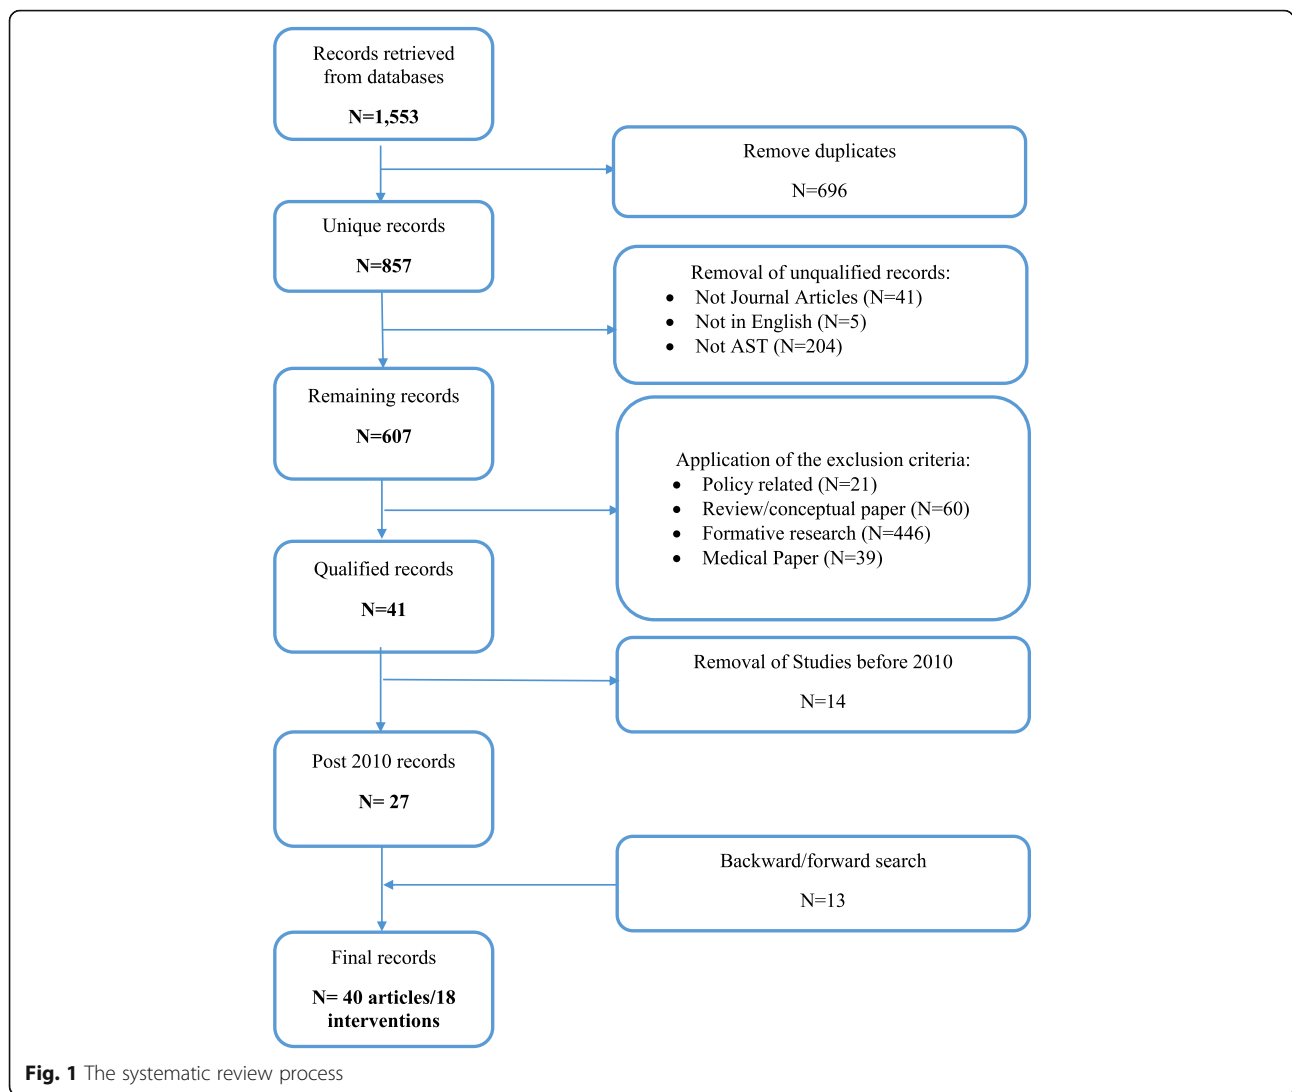 Records retrieved
from databases
N=1,553
Remove duplicates
N=696
Unique records
N=857
Removal of unqualified records:
• Not Journal Articles (N=41)
• Not in English (N=5)
• Not AST (N=204)
Remaining records
N=607
Application of the exclusion criteria:
• Policy related (N=21)
• Review/conceptual paper (N=60)
• Formative research (N=446)
• Medical Paper (N=39)
Qualified records
N=41
Removal of Studies before 2010
N=14
Post 2010 records
N= 27
Backward/forward search
N=13
Final records
N= 40 articles/18
interventions
Fig. 1 The systematic review process